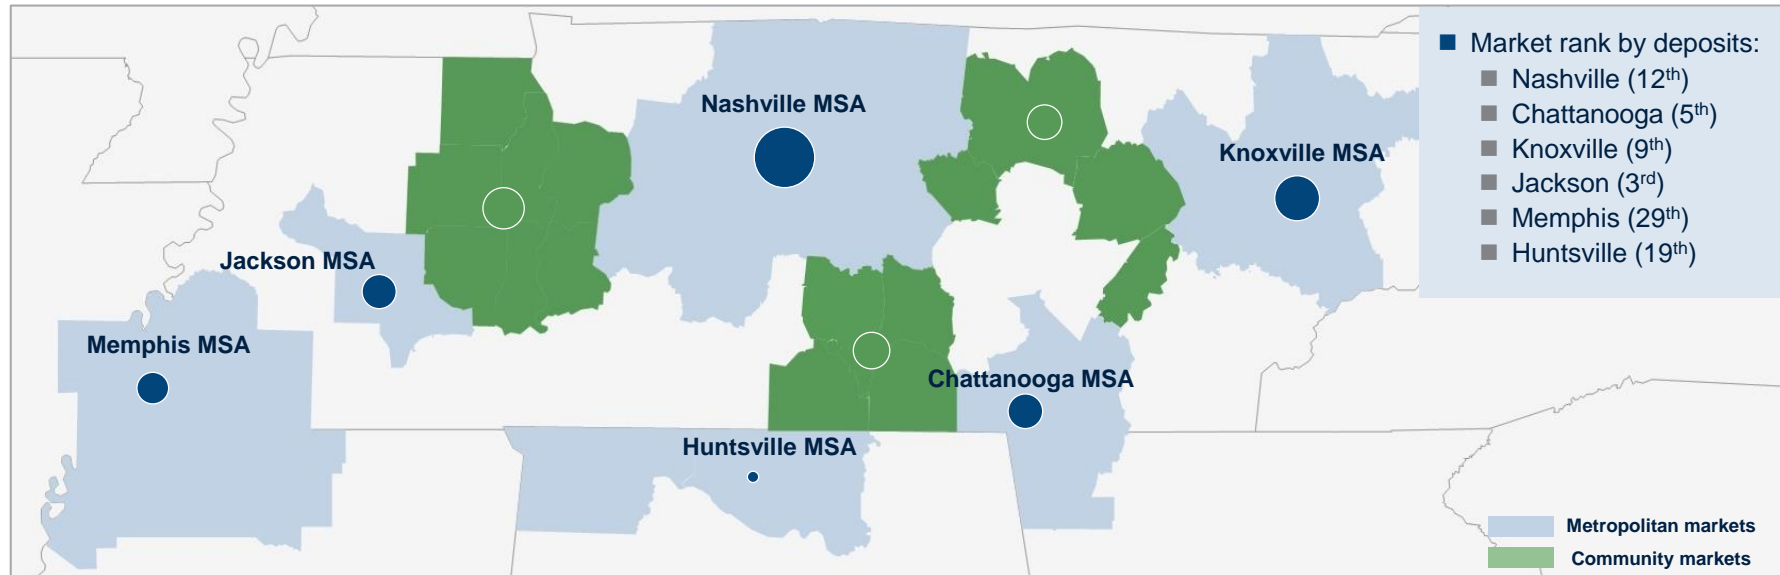 Market rank by deposits:
Nashville (12th)
Chattanooga (5th)
Knoxville (9th)
Jackson (3rd)
Memphis (29th)
Huntsville (19th)
Nashville MSA
Knoxville MSA
Jackson MSA
Memphis MSA
Chattanooga MSA
Huntsville MSA
Metropolitan markets
Community markets